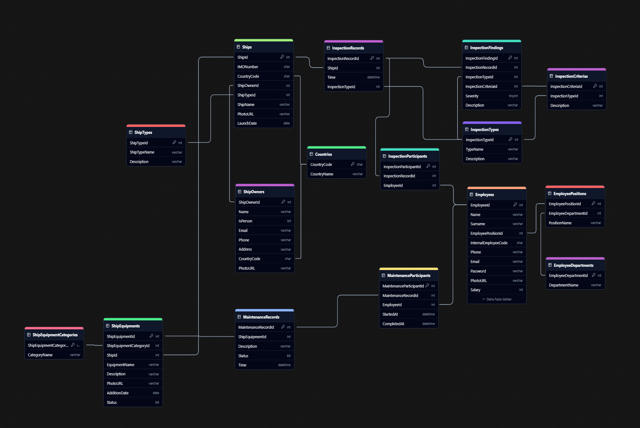 Ships
ShipId int
IMONumber char
CountryCode char
ShipOwnerId int
ShipTypeId int
ShipName varchar
PhotoURL varchar
LaunchDate date
InspectionRecords
InspectionRecordId int
ShipId int
Time datetime
InspectionTypeId int
InspectionFindings
InspectionFindingId int
InspectionRecordId int
InspectionTypeId int
InspectionCriteriaId int
Severity tinyint
Description varchar
InspectionCriterias
InspectionCriteriaId int
InspectionTypeId int
Description varchar
ShipTypes
ShipTypeId int
ShipTypeName varchar
Description varchar
InspectionTypes
InspectionTypeId int
TypeName varchar
Description varchar
Countries
CountryCode char
CountryName varchar
InspectionParticipants
InspectionParticipantId int
InspectionRecordId int
EmployeeId int
ShipOwners
ShipOwnerId int
Name varchar
IsPerson int
Email varchar
Phone varchar
Address varchar
CountryCode char
PhotoURL varchar
Employees
EmployeeId int
Name varchar
Surname varchar
EmployeePositionId int
InternalEmployeeCode char
Phone varchar
Email varchar
Password varchar
PhotoURL varchar
Salary int
EmployeePositions
EmployeePositionId int
EmployeeDepartmentId int
PositionName varchar
EmployeeDepartments
EmployeeDepartmentId int
DepartmentName varchar
MaintenanceParticipants
MaintenanceParticipantId int
MaintenanceRecordId int
EmployeeId int
StartedAt datetime
CompletedAt datetime
MaintenanceRecords
MaintenanceRecordId int
ShipEquipmentId int
Description varchar
Status int
Time datetime
ShipEquipmentCategories
ShipEquipmentCategor...
CategoryName varchar
ShipEquipments
ShipEquipmentId int
ShipEquipmentCategoryId int
ShipId int
EquipmentName varchar
Description varchar
PhotoURL varchar
AdditionDate date
Status int